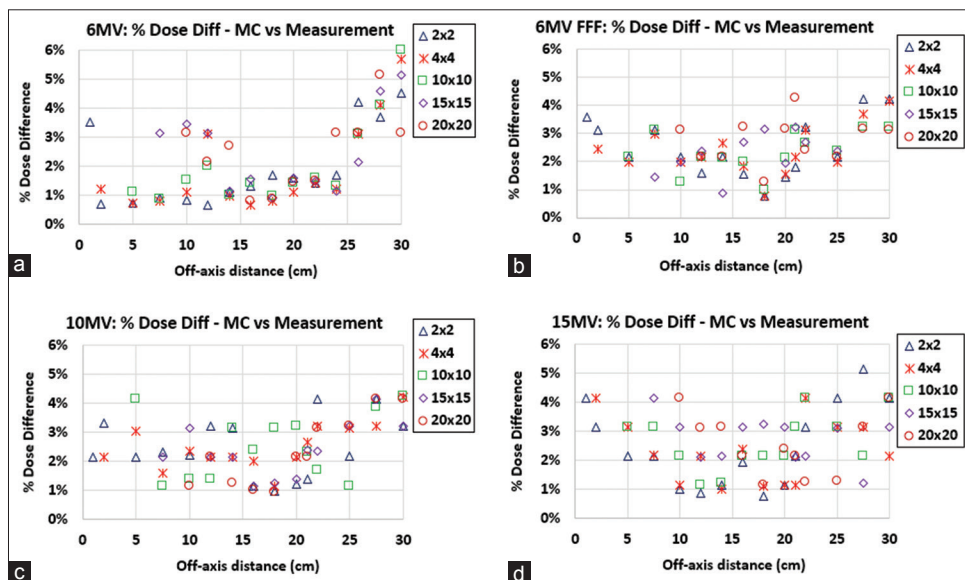 6MV: % Dose Diff - MC vs Measurement
% Dose Difference
6%
5%
4%
3%
2%
1%
0%
0 5 10 15 20 25 30
Off-axis distance (cm)
2x2
4x4
10x10
15x15
20x20
a
6MV FFF: % Dose Diff - MC vs Measurement
% Dose Difference
6%
5%
4%
3%
2%
1%
0%
0 5 10 15 20 25 30
Off-axis distance (cm)
2x2
4x4
10x10
15x15
20x20
b
10MV: % Dose Diff - MC vs Measurement
% Dose Difference
6%
5%
4%
3%
2%
1%
0%
0 5 10 15 20 25 30
Off-axis distance (cm)
2x2
4x4
10x10
15x15
20x20
c
15MV: % Dose Diff - MC vs Measurement
% Dose Difference
6%
5%
4%
3%
2%
1%
0%
0 5 10 15 20 25 30
Off-axis distance (cm)
2x2
4x4
10x10
15x15
20x20
d